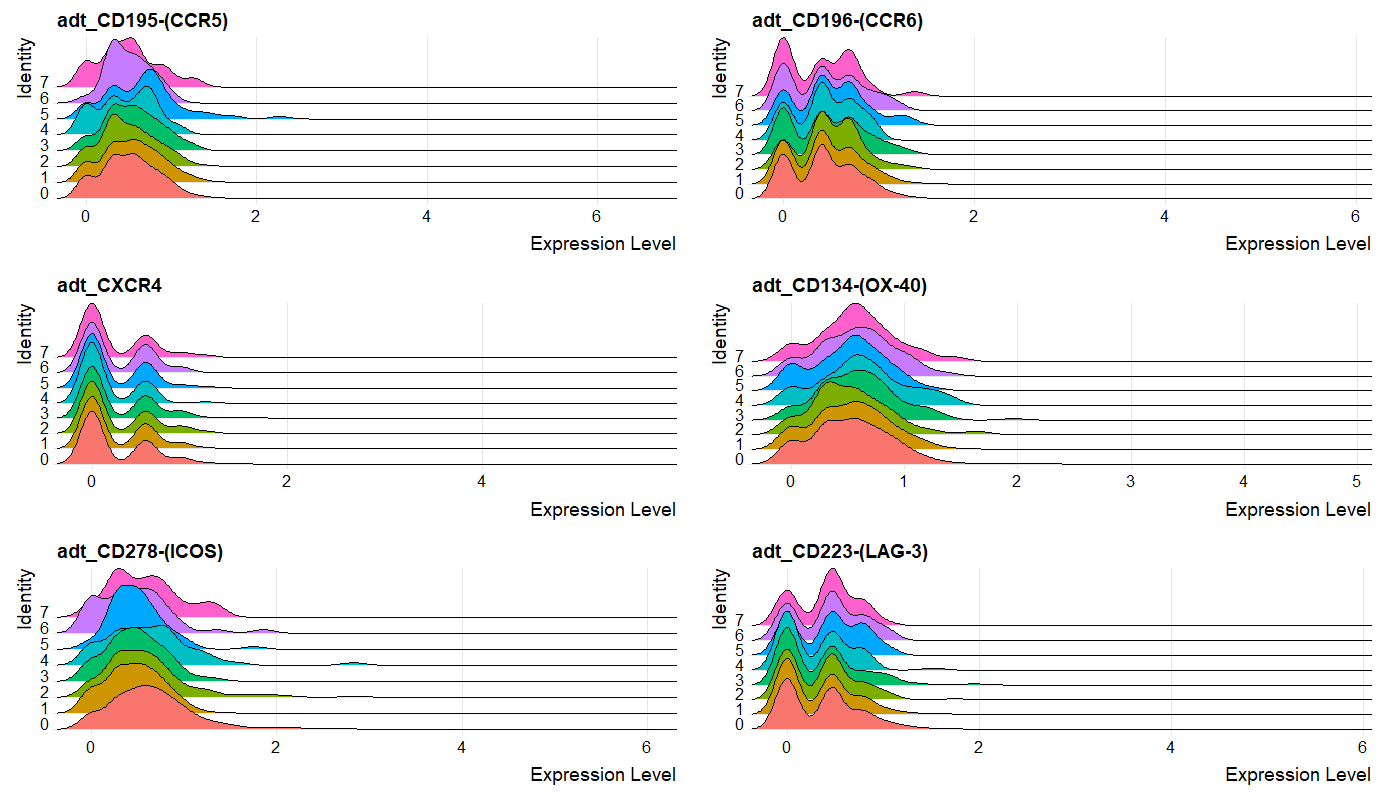 adt_CD195-(CCR5)
Identity
7
6
5
4
3
2
1
0
0 2 4 6
Expression Level
adt_CD196-(CCR6)
Identity
7
6
5
4
3
2
1
0
0 2 4 6
Expression Level
adt_CXCR4
Identity
7
6
5
4
3
2
1
0
0 2 4
Expression Level
adt_CD134-(OX-40)
Identity
7
6
5
4
3
2
1
0
0 1 2 3 4 5
Expression Level
adt_CD278-(ICOS)
Identity
7
6
5
4
3
2
1
0
0 2 4 6
Expression Level
adt_CD223-(LAG-3)
Identity
7
6
5
4
3
2
1
0
0 2 4 6
Expression Level